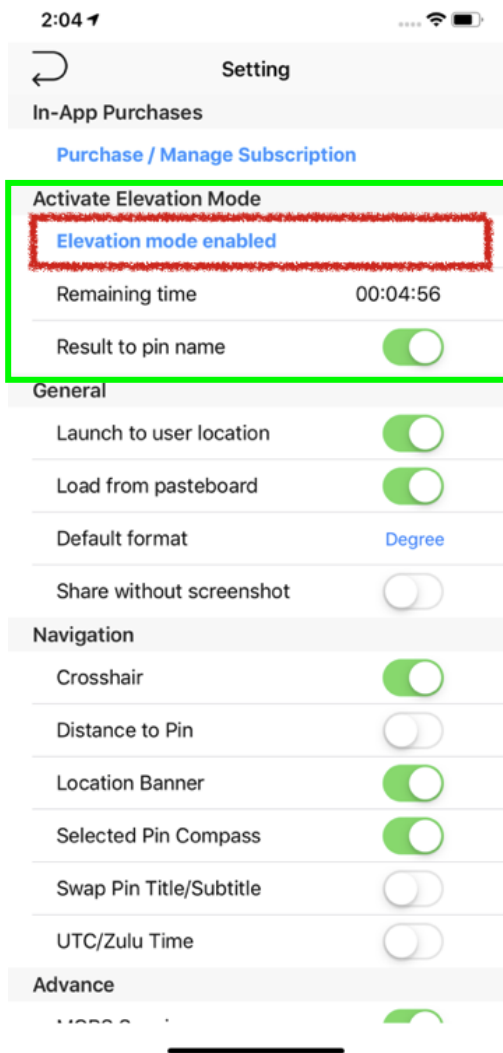 2:04
Setting
In-App Purchases
Purchase / Manage Subscription
Activate Elevation Mode
Elevation mode enabled
Remaining time 00:04:56
Result to pin name
General
Launch to user location
Load from pasteboard
Default format Degree
Share without screenshot
Navigation
Crosshair
Distance to Pin
Location Banner
Selected Pin Compass
Swap Pin Title/Subtitle
UTC/Zulu Time
Advance